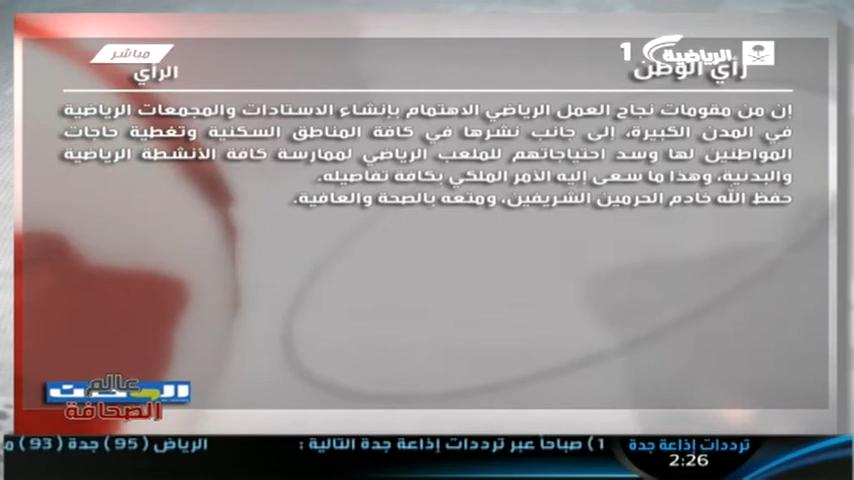 مباشر
الرياضية 1
رأي الوطن
الرأي
إن من مقومات نجاح العمل الرياضي الاهتمام بإنشاء الاستادات والمجمعات الرياضية
في المدن الكبيرة، إلى جانب نشرها في كافة المناطق السكنية وتغطية حاجات
المواطنين لها وسد احتياجاتهم للملعب الرياضي لممارسة كافة الأنشطة الرياضية
والبدنية، وهذا ما سعى إليه الأمر الملكي بكافة تفاصيله.
حفظ الله خادم الحرمين الشريفين، ومتعه بالصحة والعافية.
عالم
الصحافة
ترددات إذاعة جدة
1) صباحاً عبر ترددات إذاعة جدة التالية : الرياض (95) جدة (93) م
2:26